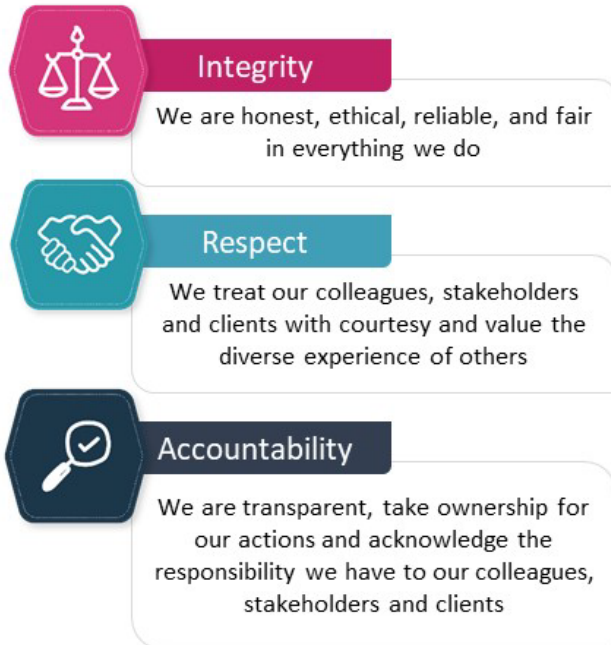 Integrity
We are honest, ethical, reliable, and fair
in everything we do
Respect
We treat our colleagues, stakeholders
and clients with courtesy and value the
diverse experience of others
Accountability
We are transparent, take ownership for
our actions and acknowledge the
responsibility we have to our colleagues,
stakeholders and clients